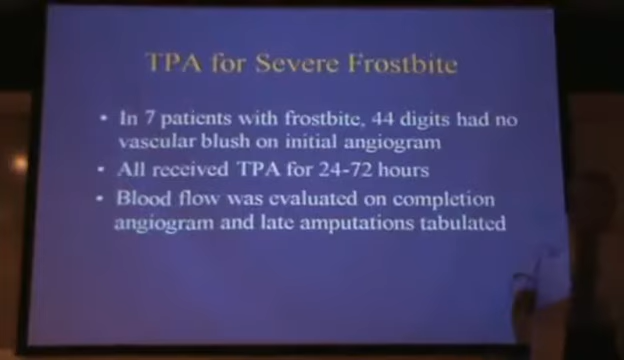 TPA for Severe Frostbite
• In 7 patients with frostbite, 44 digits had no
vascular blush on initial angiogram
• All received TPA for 24-72 hours
• Blood flow was evaluated on completion
angiogram and late amputations tabulated